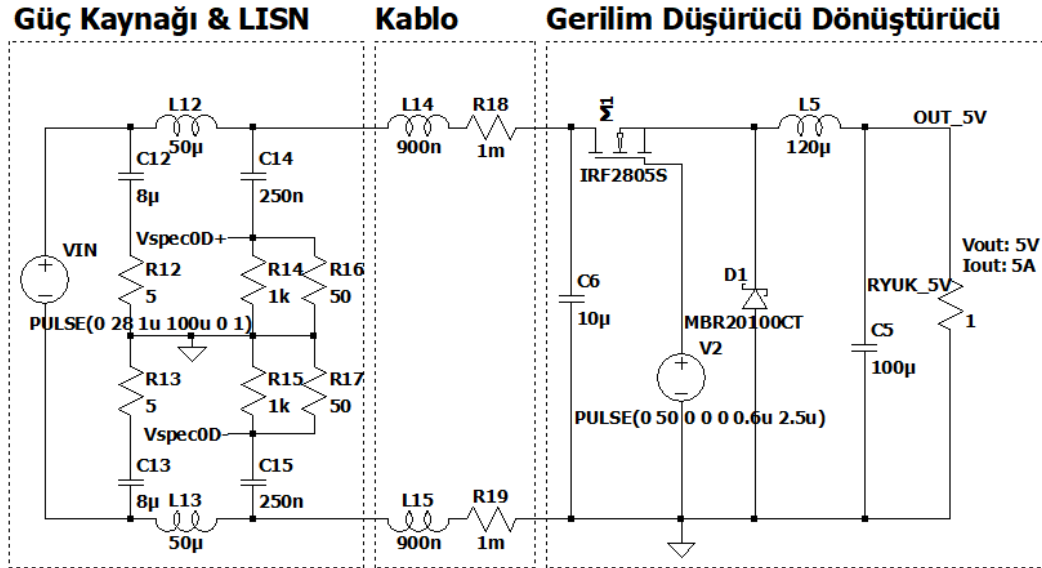 Güç Kaynağı & LISN
Kablo
Gerilim Düşürücü Dönüştürücü
L12
50µ
C12
8µ
C14
250n
Vspec0D+
VIN
R12
5
R14
1k
R16
50
PULSE(0 28 1u 100u 0 1)
R13
5
R15
1k
R17
50
Vspec0D-
C13
8µ
C15
250n
L13
50µ
L14
900n
R18
1m
L15
900n
R19
1m
M1
IRF2805S
L5
120µ
OUT_5V
C6
10µ
D1
MBR20100CT
V2
PULSE(0 50 0 0 0 0.6u 2.5u)
C5
100µ
Vout: 5V
Iout: 5A
RYUK_5V
1